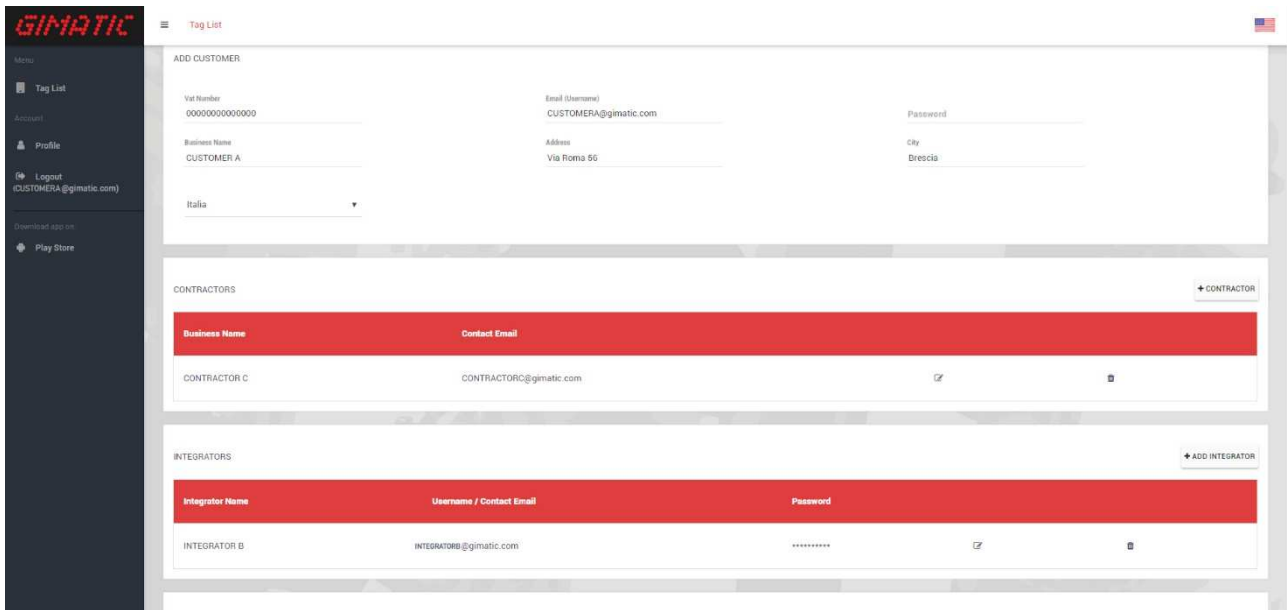 GIMATIC
Tag List
Menu
Tag List
Account
Profile
Logout
(CUSTOMERA@gimatic.com)
Download app on:
Play Store
ADD CUSTOMER
Vat Number
Email (Username)
00000000000000
CUSTOMERA@gimatic.com
Password
Business Name
Address
City
CUSTOMER A
Via Roma 56
Brescia
Italia
CONTRACTORS
+ CONTRACTOR
Business Name Contact Email
CONTRACTOR C CONTRACTORC@gimatic.com
INTEGRATORS
+ ADD INTEGRATOR
Integrator Name Username / Contact Email Password
INTEGRATOR B INTEGRATORB@gimatic.com **********